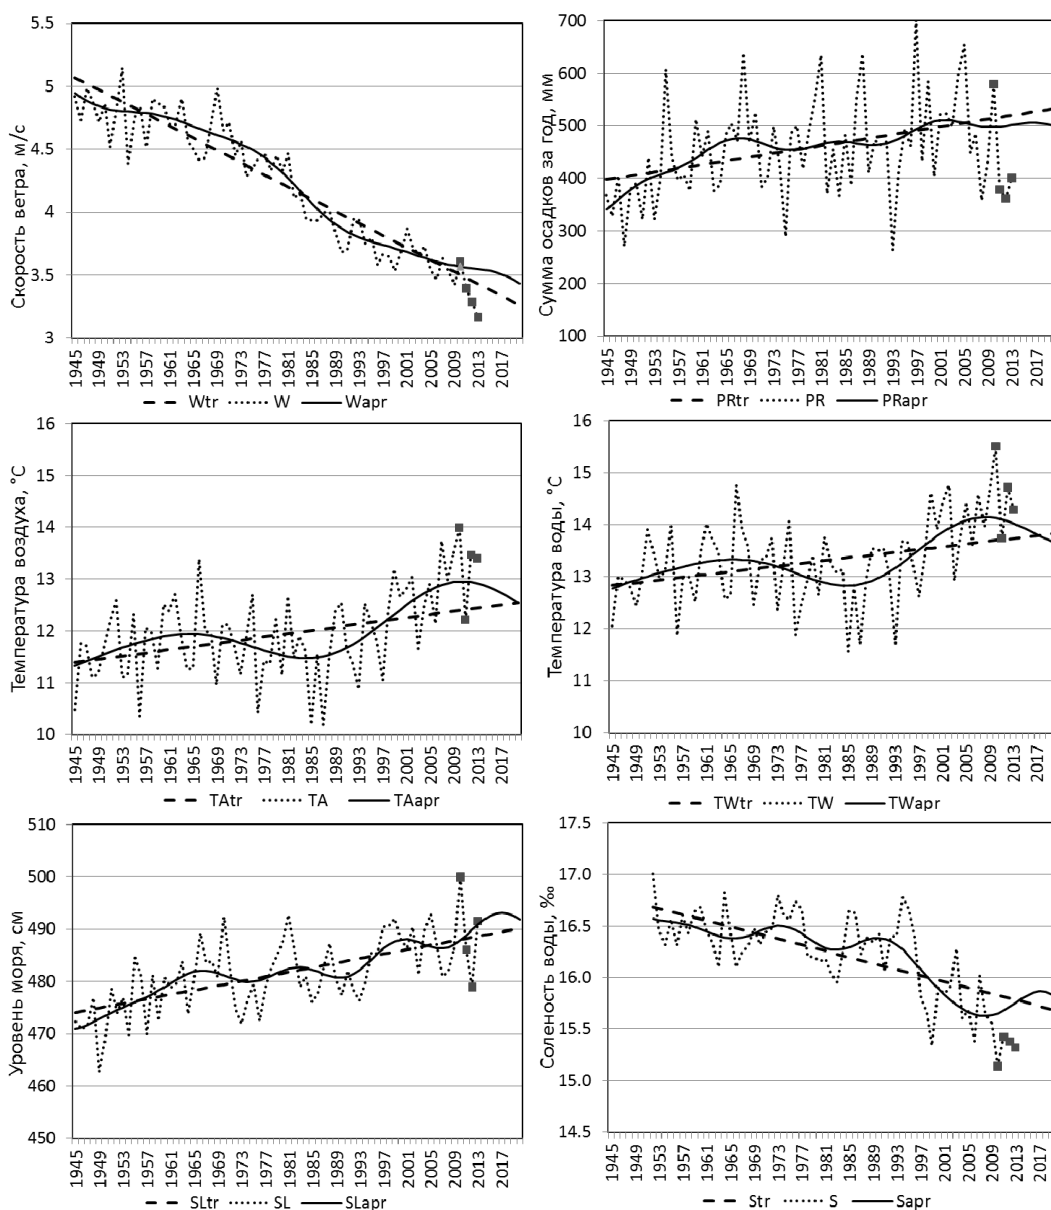 Скорость ветра, м/с
5.5
5
4.5
4
3.5
3
1945 1949 1953 1957 1961 1965 1969 1973 1977 1981 1985 1989 1993 1997 2001 2005 2009 2013 2017
Wtr W Wapr
Сумма осадков за год, мм
700
600
500
400
300
200
100
1945 1949 1953 1957 1961 1965 1969 1973 1977 1981 1985 1989 1993 1997 2001 2005 2009 2013 2017
PRtr PR PRapr
Температура воздуха, °С
16
15
14
13
12
11
10
1945 1949 1953 1957 1961 1965 1969 1973 1977 1981 1985 1989 1993 1997 2001 2005 2009 2013 2017
TAtr TA TAapr
Температура воды, °С
16
15
14
13
12
11
10
1945 1949 1953 1957 1961 1965 1969 1973 1977 1981 1985 1989 1993 1997 2001 2005 2009 2013 2017
TWtr TW TWapr
Уровень моря, см
510
500
490
480
470
460
450
1945 1949 1953 1957 1961 1965 1969 1973 1977 1981 1985 1989 1993 1997 2001 2005 2009 2013 2017
SLtr SL SLapr
Соленость воды, ‰
17.5
17.0
16.5
16.0
15.5
15.0
14.5
1945 1949 1953 1957 1961 1965 1969 1973 1977 1981 1985 1989 1993 1997 2001 2005 2009 2013 2017
Str S Sapr